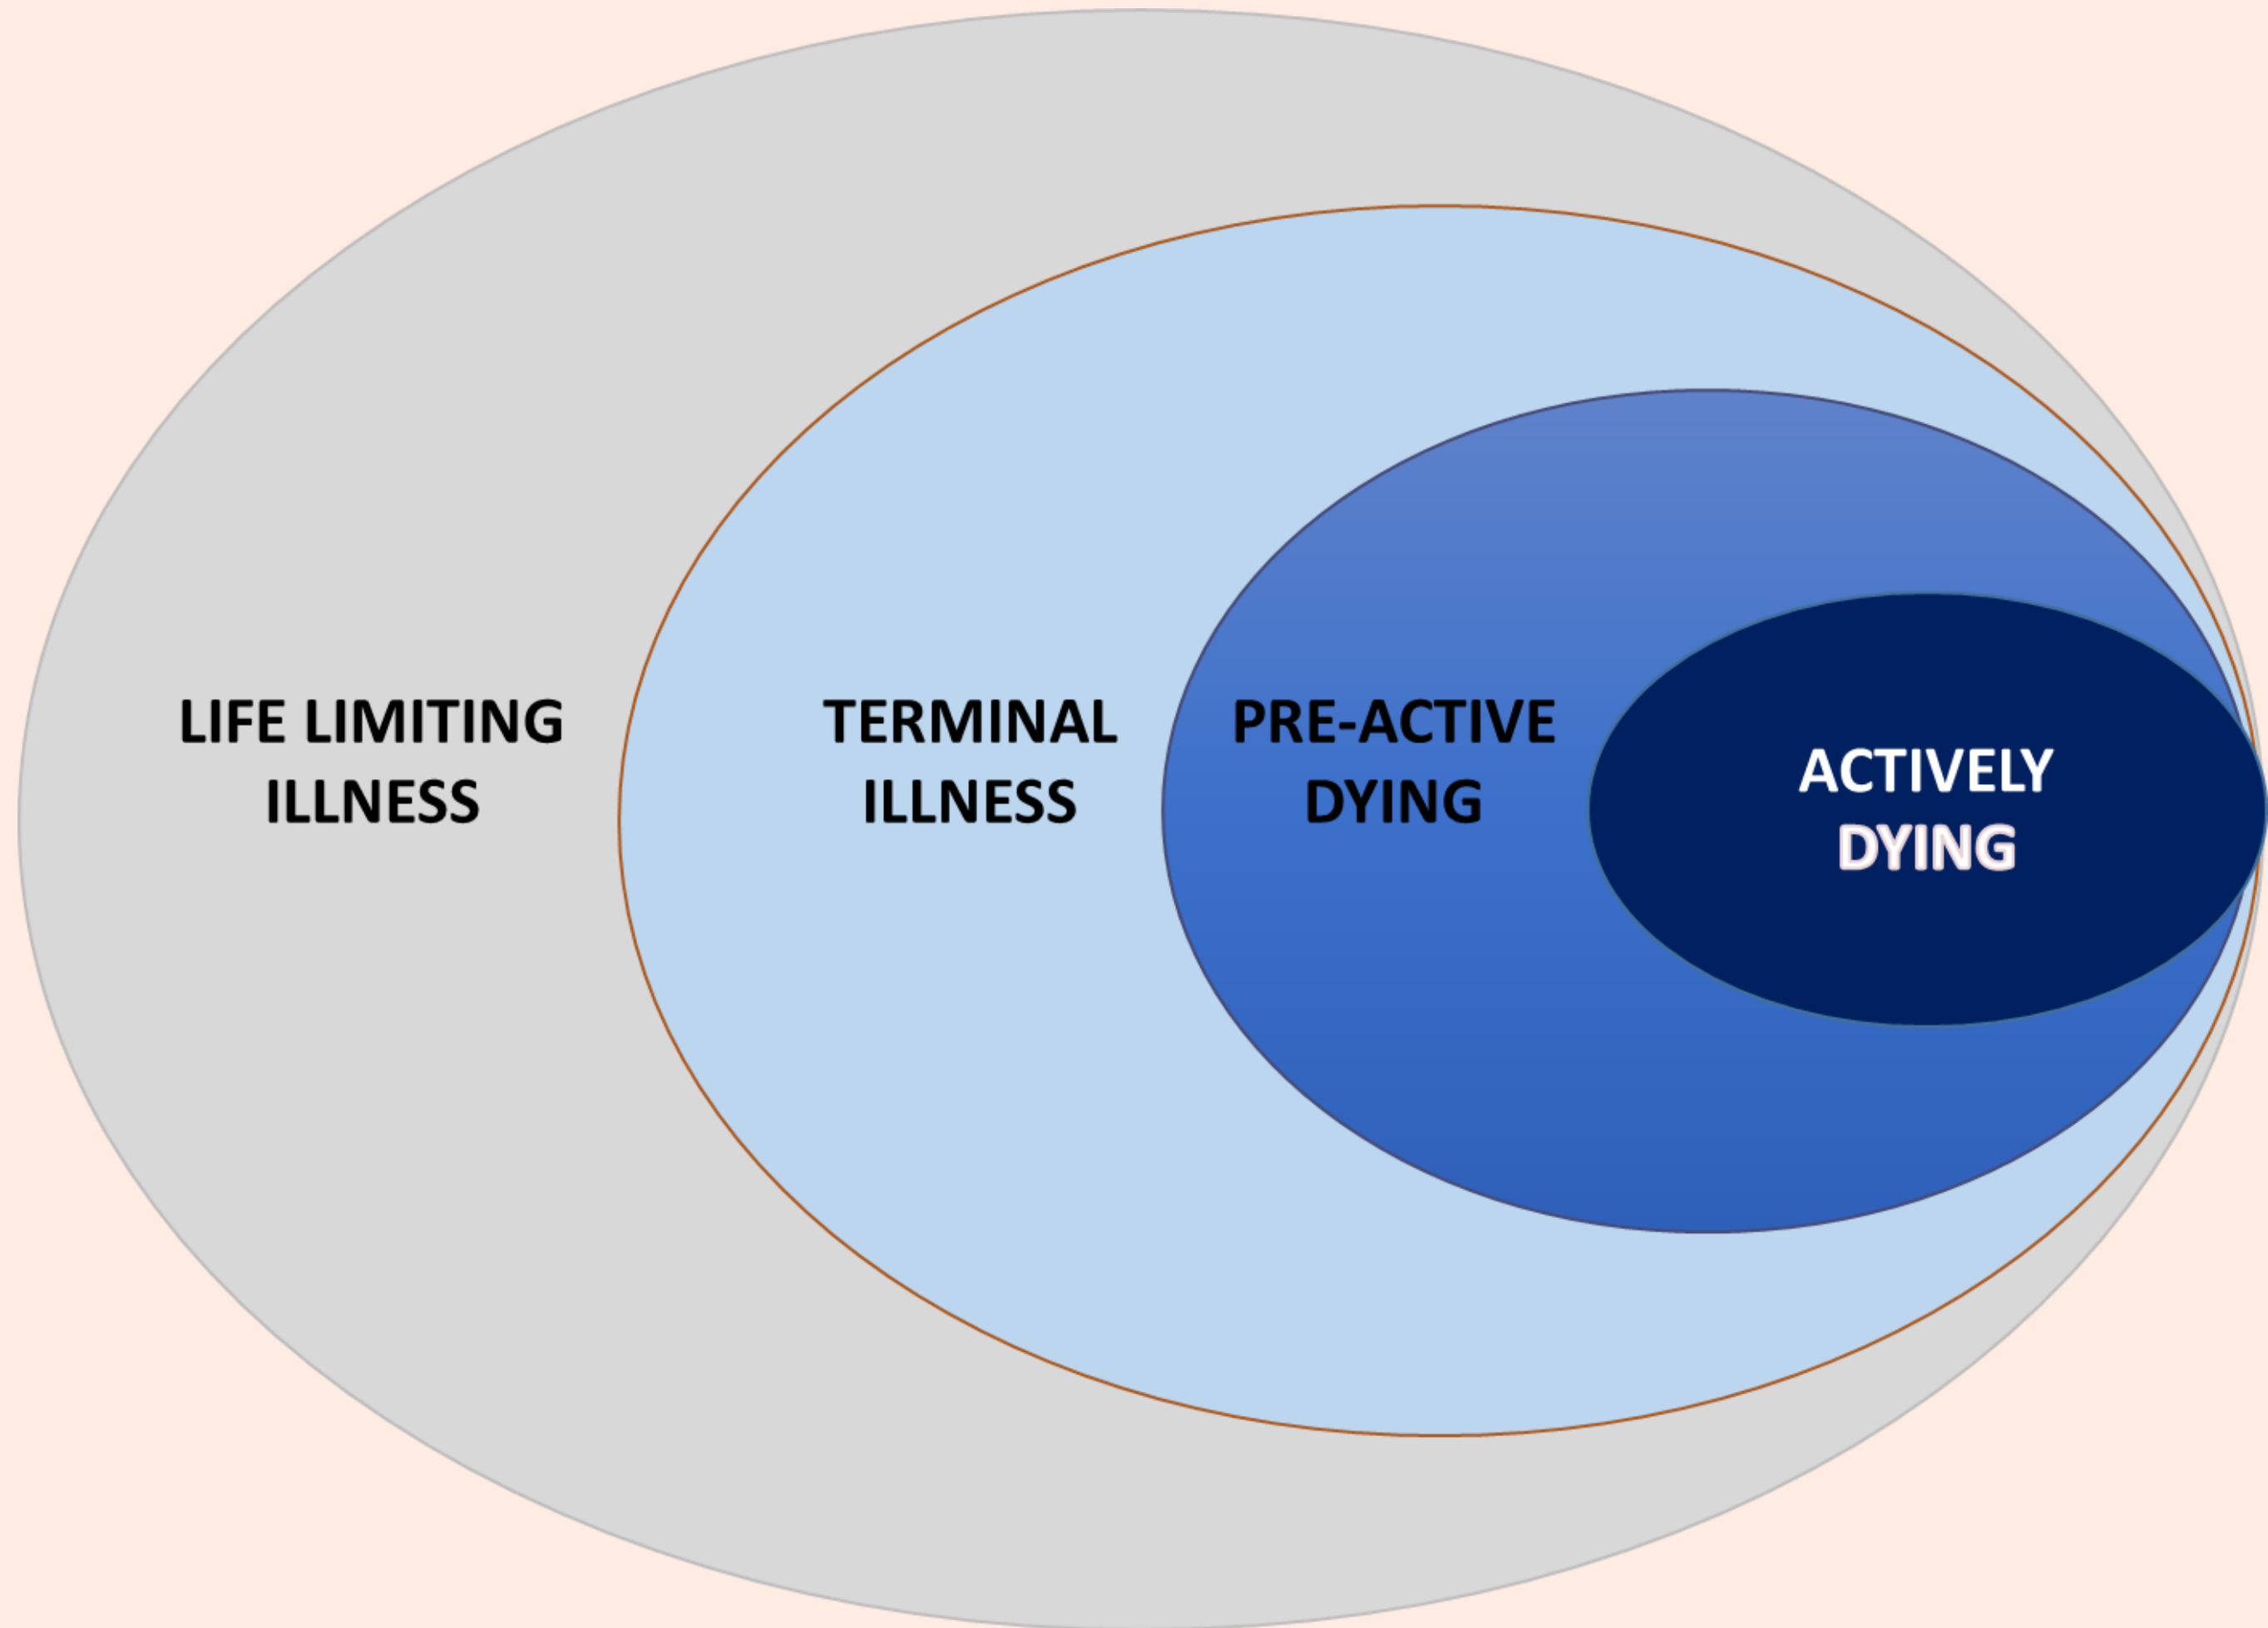 LIFE LIMITING
ILLNESS
TERMINAL
ILLNESS
PRE-ACTIVE
DYING
ACTIVELY
DYING